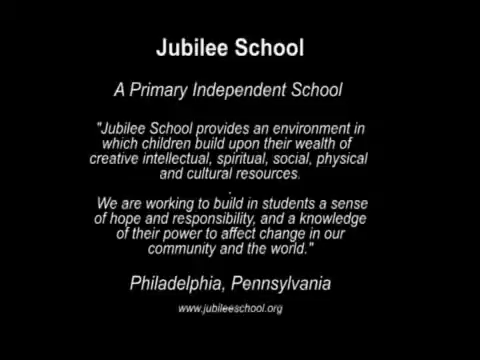 Jubilee School
A Primary Independent School
"Jubilee School provides an environment in
which children build upon their wealth of
creative intellectual, spiritual, social, physical
and cultural resources.
.
We are working to build in students a sense
of hope and responsibility, and a knowledge
of their power to affect change in our
community and the world."
Philadelphia, Pennsylvania
www.jubileeschool.org